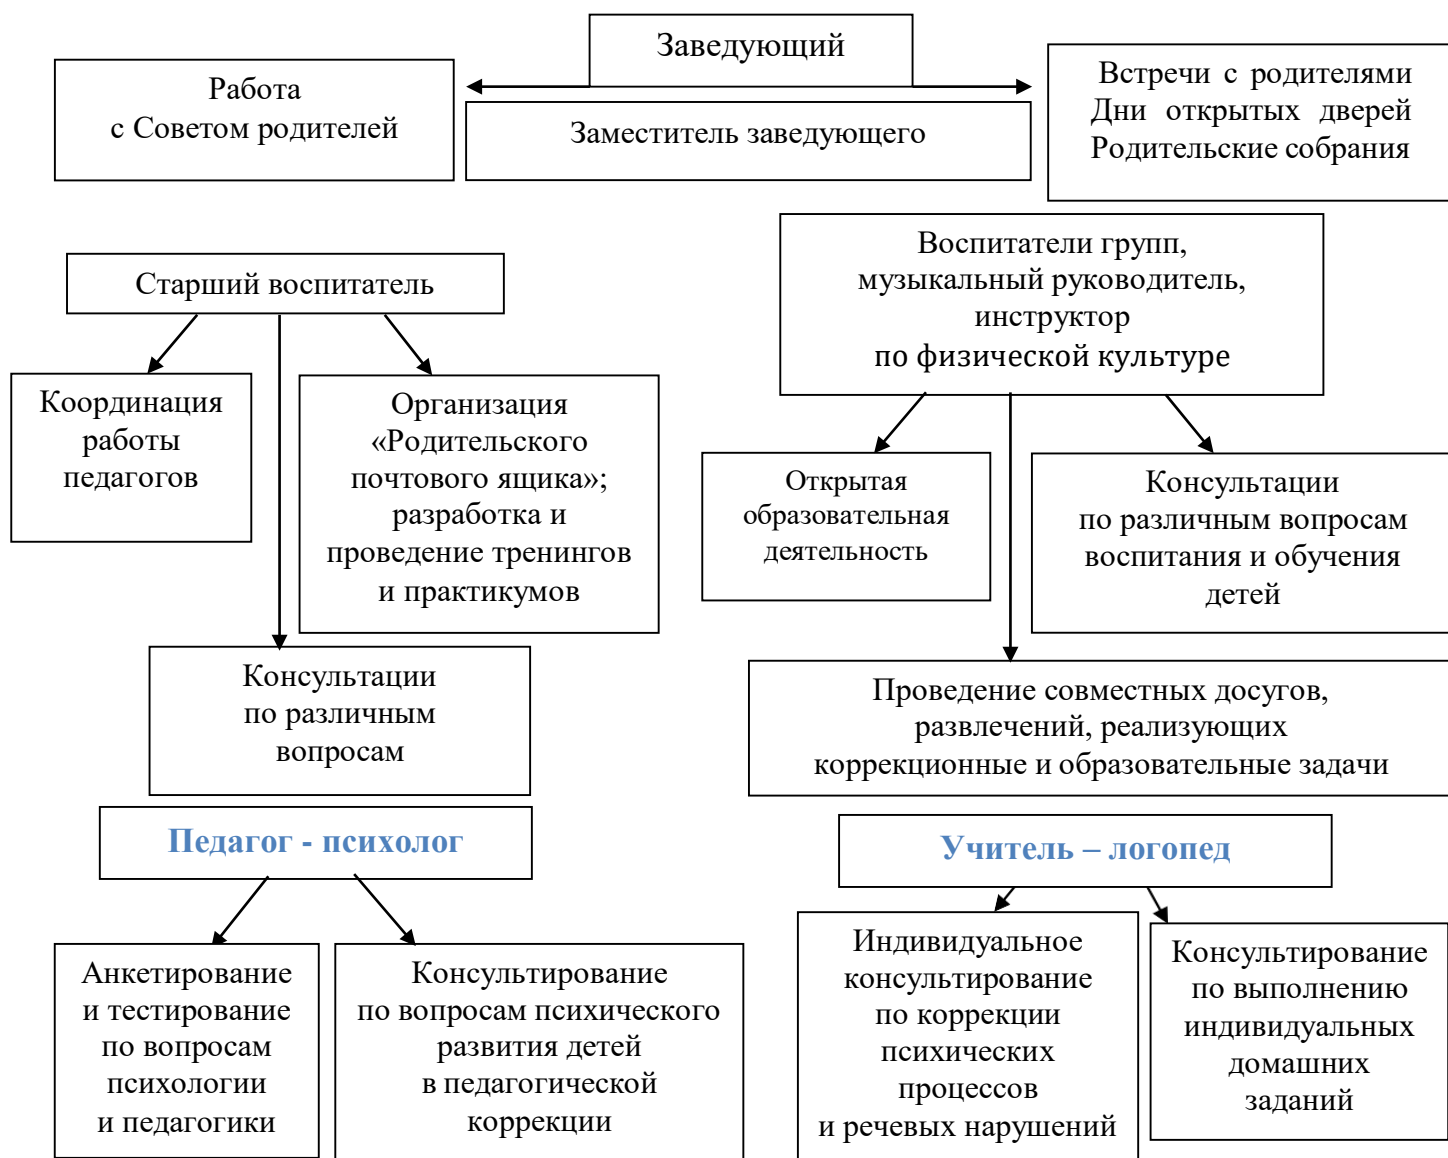 Заведующий
Работа
с Советом родителей
Заместитель заведующего
Встречи с родителями
Дни открытых дверей
Родительские собрания
Старший воспитатель
Воспитатели групп,
музыкальный руководитель,
инструктор
по физической культуре
Координация
работы
педагогов
Организация
«Родительского
почтового ящика»;
разработка и
проведение тренингов
и практикумов
Открытая
образовательная
деятельность
Консультации
по различным вопросам
воспитания и обучения
детей
Консультации
по различным
вопросам
Проведение совместных досугов,
развлечений, реализующих
коррекционные и образовательные задачи
Педагог - психолог
Учитель – логопед
Анкетирование
и тестирование
по вопросам
психологии
и педагогики
Консультирование
по вопросам психического
развития детей
в педагогической
коррекции
Индивидуальное
консультирование
по коррекции
психических
процессов
и речевых нарушений
Консультирование
по выполнению
индивидуальных
домашних
заданий